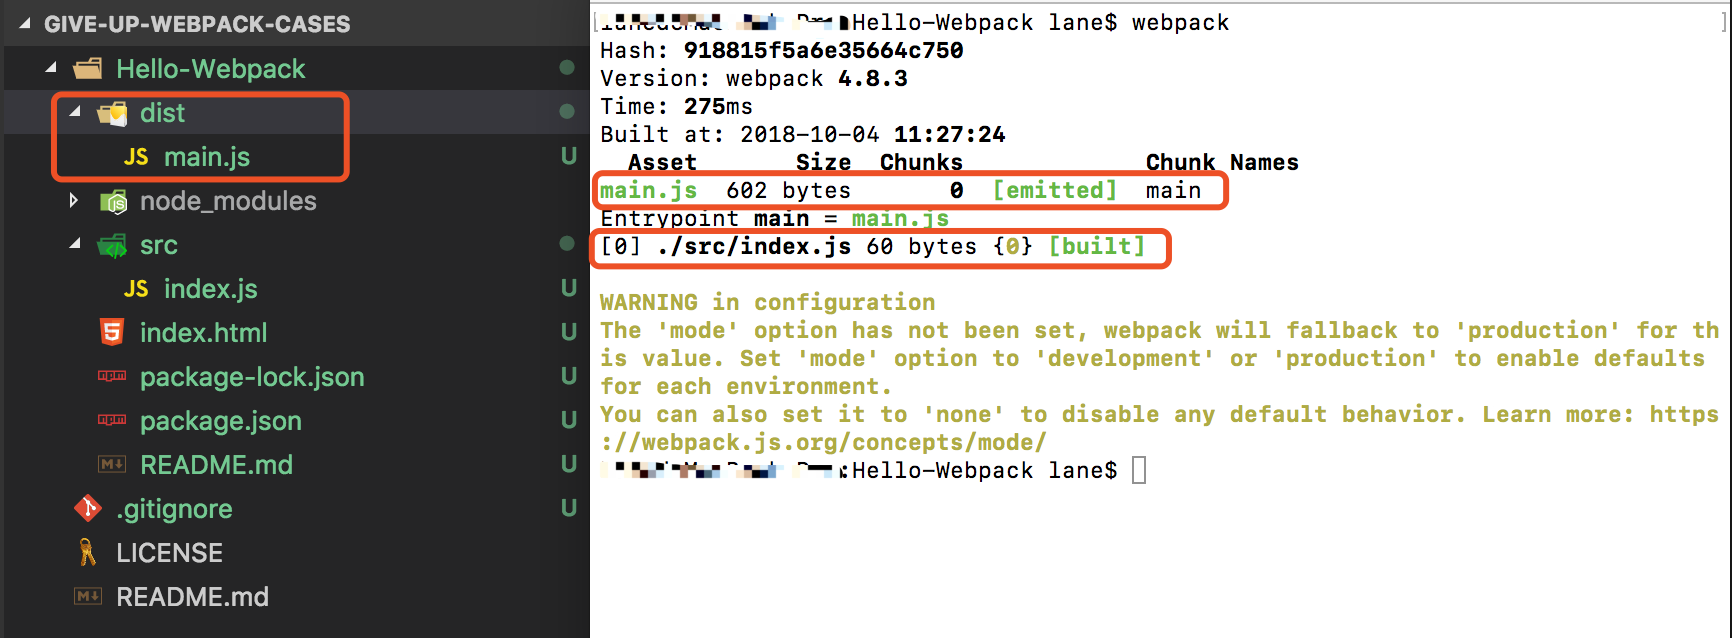 GIVE-UP-WEBPACK-CASES
Hello-Webpack
dist
JS main.js U
node_modules
src
JS index.js U
index.html U
package-lock.json U
package.json U
README.md U
.gitignore U
LICENSE
README.md
Hello-Webpack lane$ webpack
Hash: 918815f5a6e35664c750
Version: webpack 4.8.3
Time: 275ms
Built at: 2018-10-04 11:27:24
Asset Size Chunks Chunk Names
main.js 602 bytes 0 [emitted] main
Entrypoint main = main.js
[0] ./src/index.js 60 bytes {0} [built]
WARNING in configuration
The 'mode' option has not been set, webpack will fallback to 'production' for th
is value. Set 'mode' option to 'development' or 'production' to enable defaults
for each environment.
You can also set it to 'none' to disable any default behavior. Learn more: https
://webpack.js.org/concepts/mode/
:Hello-Webpack lane$